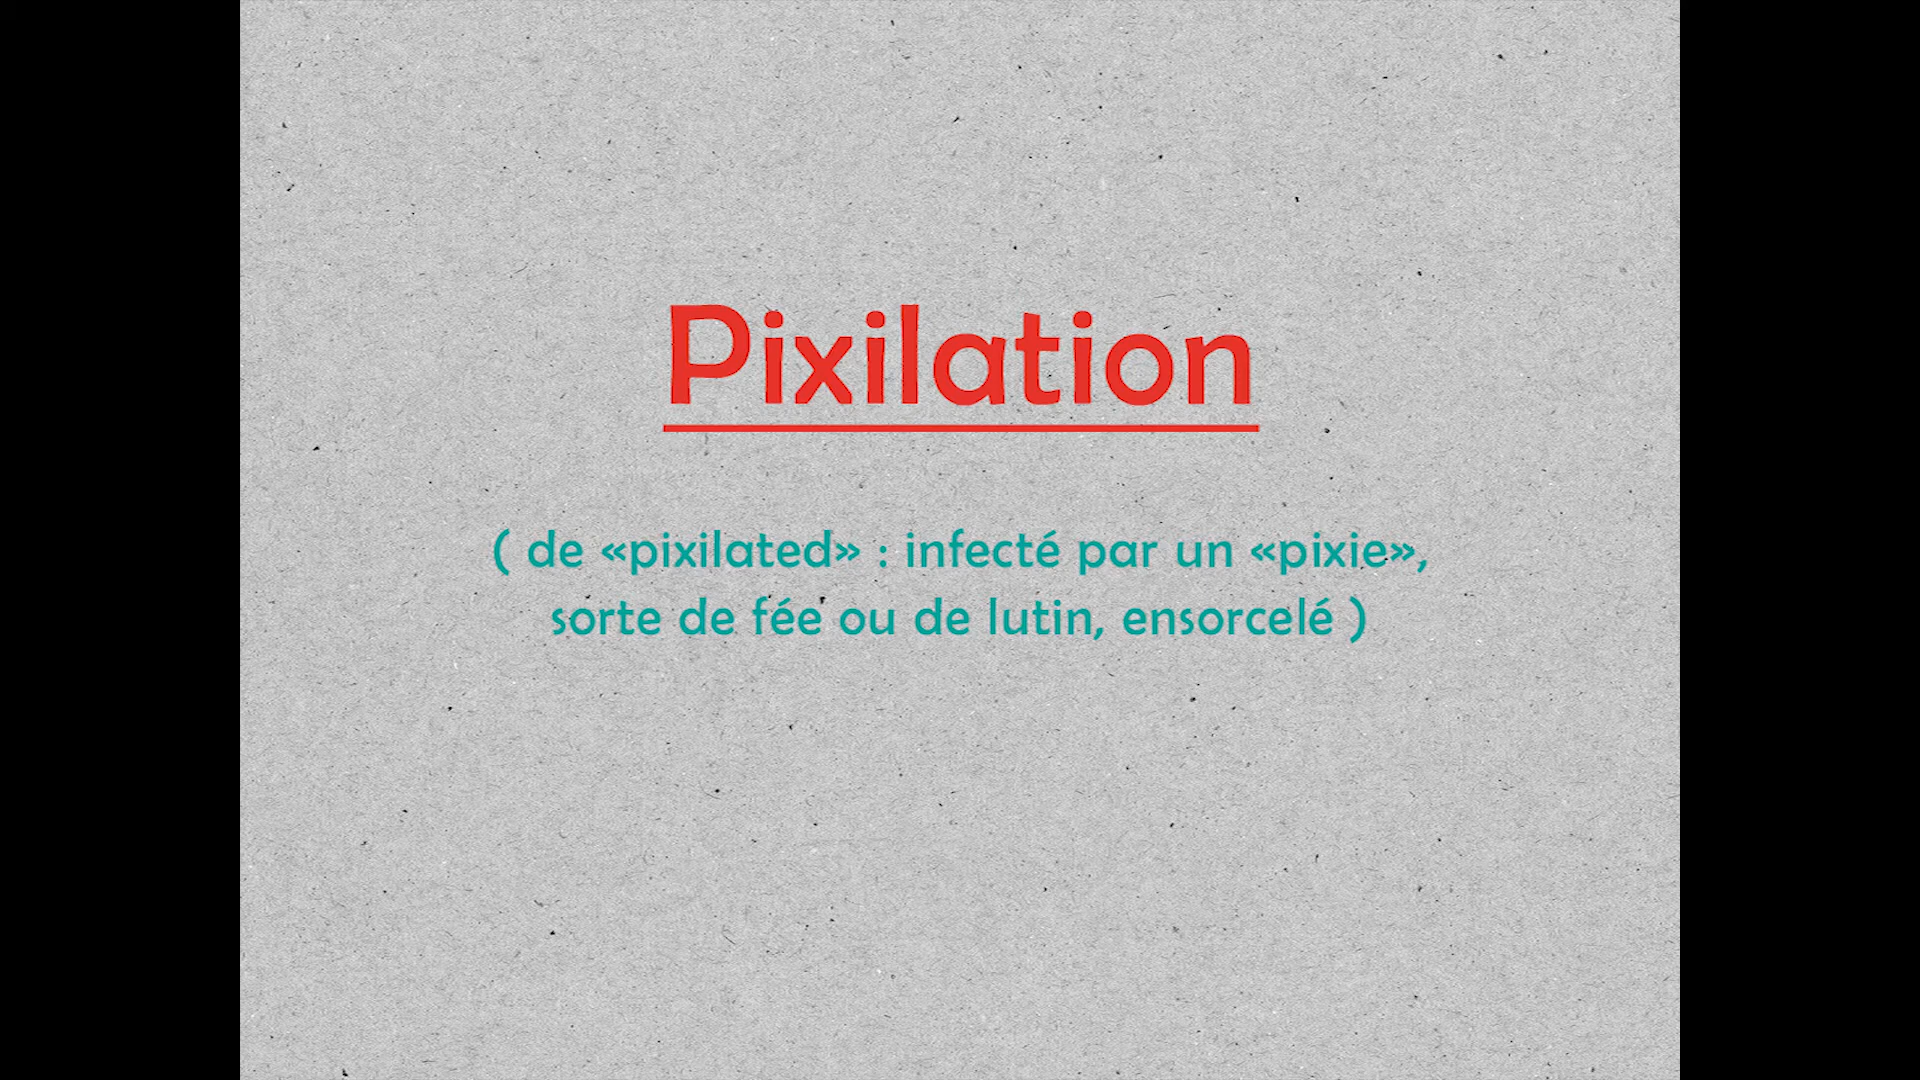 Pixilation
( de «pixilated» : infecté par un «pixie»,
sorte de fée ou de lutin, ensorcelé )